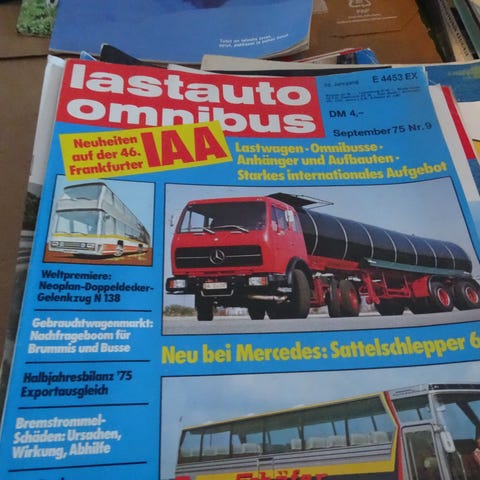 lastauto
omnibus
E 4453 EX
DM 4,-
September 75 Nr. 9
Neuheiten
auf der 46.
Frankfurter
IAA
Lastwagen · Omnibusse ·
Anhänger und Aufbauten ·
Starkes internationales Aufgebot
Weltpremiere:
Neoplan-Doppeldecker-
Gelenkzug N 138
Gebrauchtwagenmarkt:
Nachfrageboom für
Brummis und Busse
Neu bei Mercedes: Sattelschlepper
Halbjahresbilanz '75
Exportausgleich
Bremstrommel-
Schäden: Ursachen,
Wirkung, Abhilfe